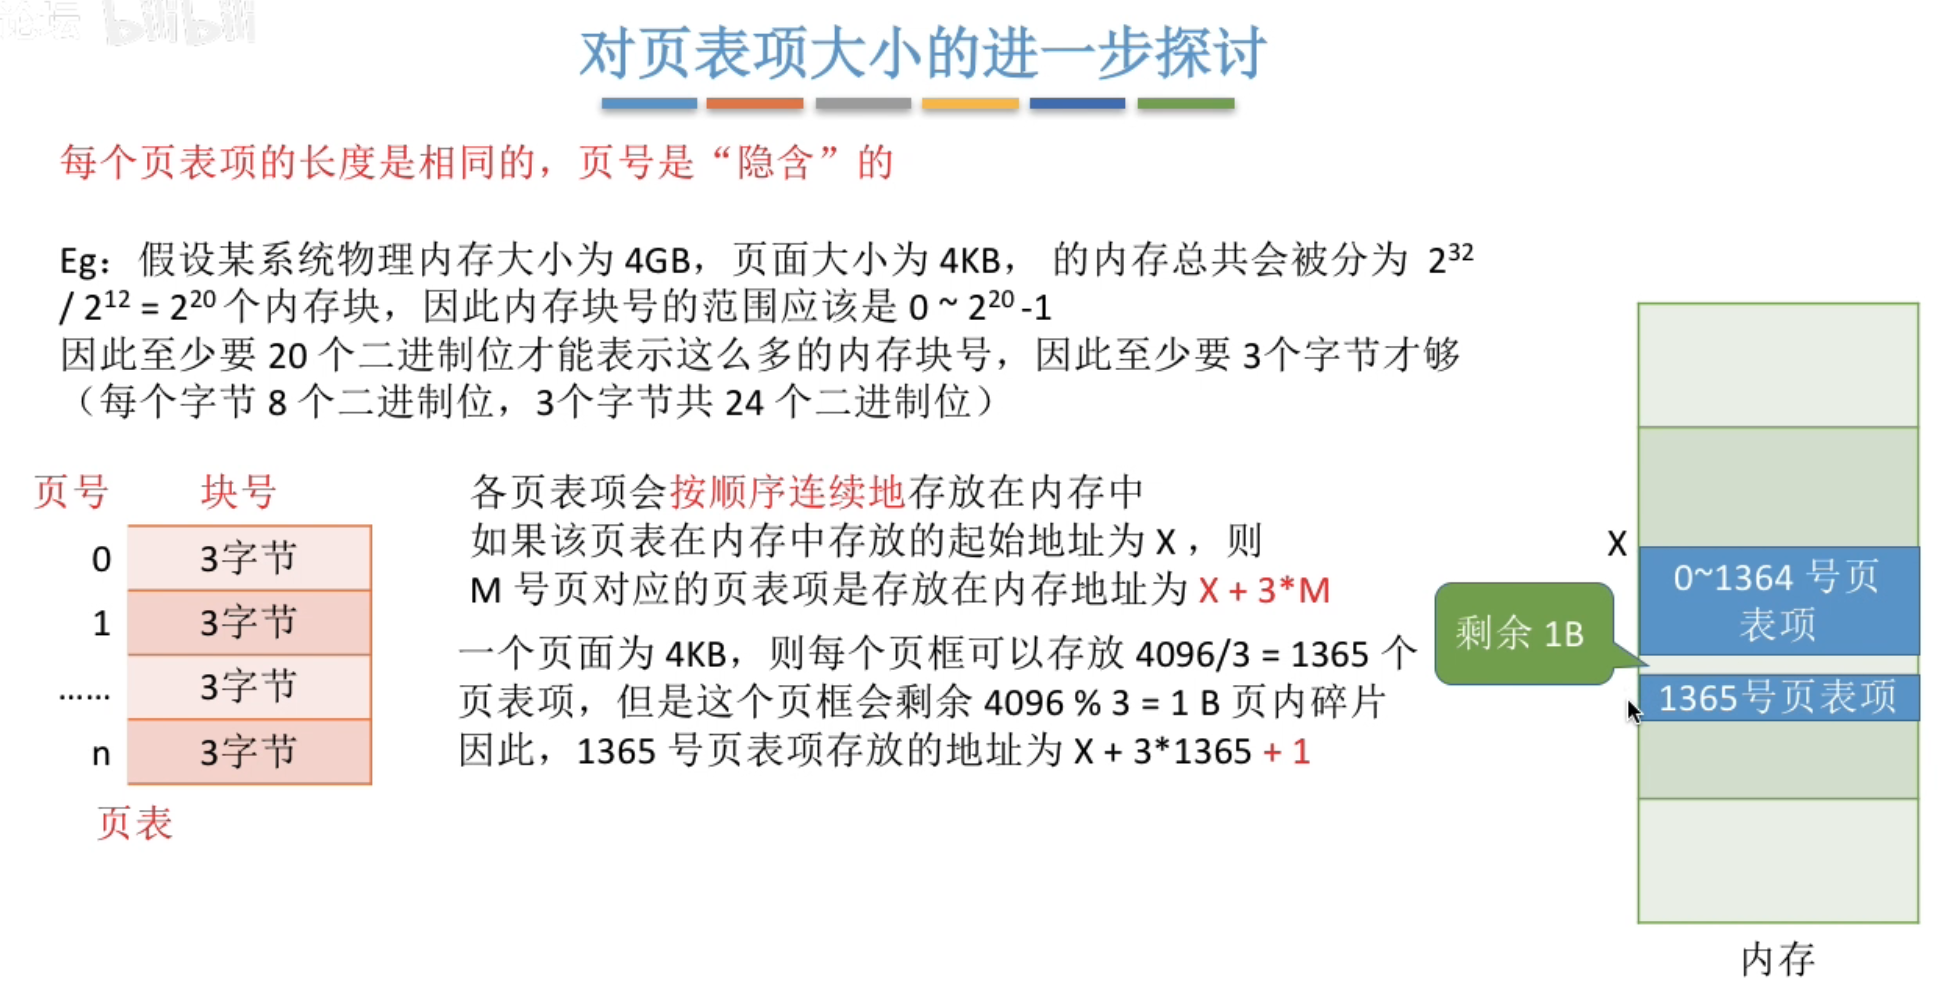 论坛 bilibili
对页表项大小的进一步探讨
每个页表项的长度是相同的，页号是“隐含”的
Eg：假设某系统物理内存大小为 4GB，页面大小为 4KB， 的内存总共会被分为 2³²
/ 2¹² = 2²⁰ 个内存块，因此内存块号的范围应该是 0 ~ 2²⁰ -1
因此至少要 20 个二进制位才能表示这么多的内存块号，因此至少要 3个字节才够
（每个字节 8 个二进制位，3个字节共 24 个二进制位）
页号 块号
0 3字节
1 3字节
…… 3字节
n 3字节
页表
各页表项会按顺序连续地存放在内存中
如果该页表在内存中存放的起始地址为 X ，则
M 号页对应的页表项是存放在内存地址为 X + 3*M
一个页面为 4KB，则每个页框可以存放 4096/3 = 1365 个
页表项，但是这个页框会剩余 4096 % 3 = 1 B 页内碎片
因此，1365 号页表项存放的地址为 X + 3*1365 + 1
X
0~1364 号页
表项
剩余 1B
1365号页表项
内存